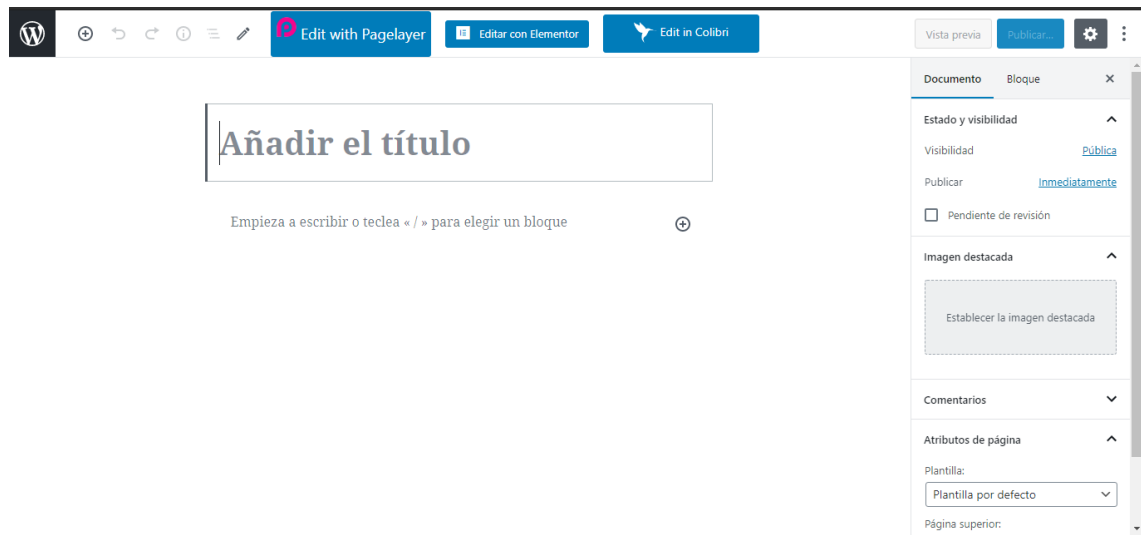 Edit with Pagelayer
Editar con Elementor
Edit in Colibri
Vista previa
Publicar...
Documento
Bloque
Añadir el título
Empieza a escribir o teclea « / » para elegir un bloque
Estado y visibilidad
Visibilidad
Pública
Publicar
Inmediatamente
Pendiente de revisión
Imagen destacada
Establecer la imagen destacada
Comentarios
Atributos de página
Plantilla:
Plantilla por defecto
Página superior: